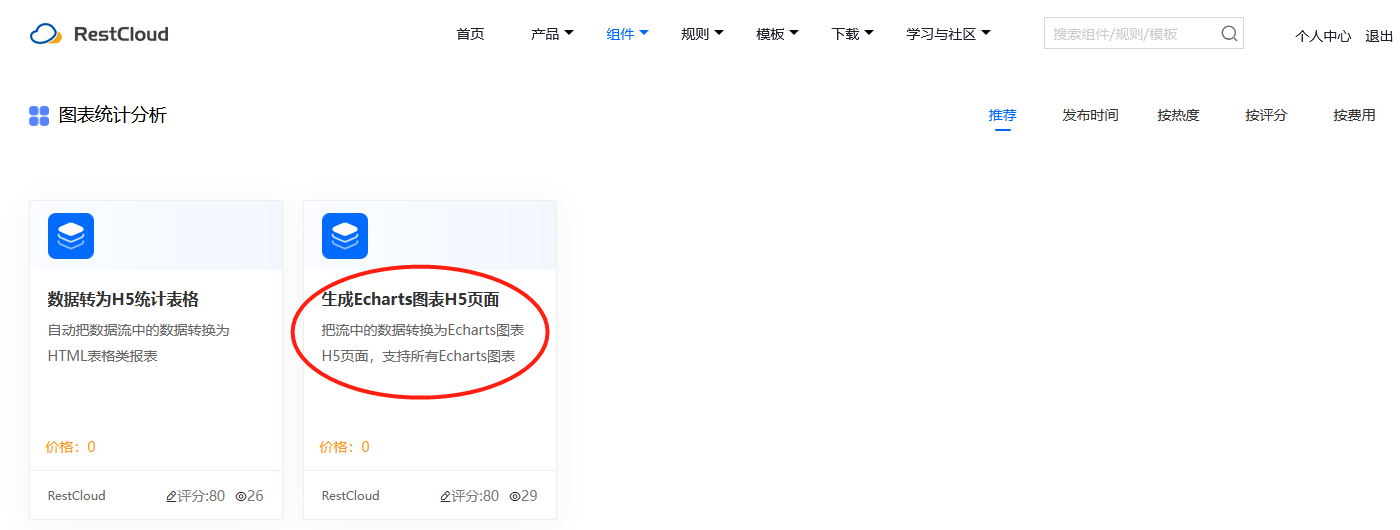 RestCloud
首页 产品 组件 规则 模板 下载 学习与社区 搜索组件/规则/模板 个人中心 退出
图表统计分析
推荐 发布时间 按热度 按评分 按费用
数据转为H5统计表格
自动把数据流中的数据转换为
HTML表格类报表
价格：0
RestCloud 评分:80 26
生成Echarts图表H5页面
把流中的数据转换为Echarts图表
H5页面，支持所有Echarts图表
价格：0
RestCloud 评分:80 29